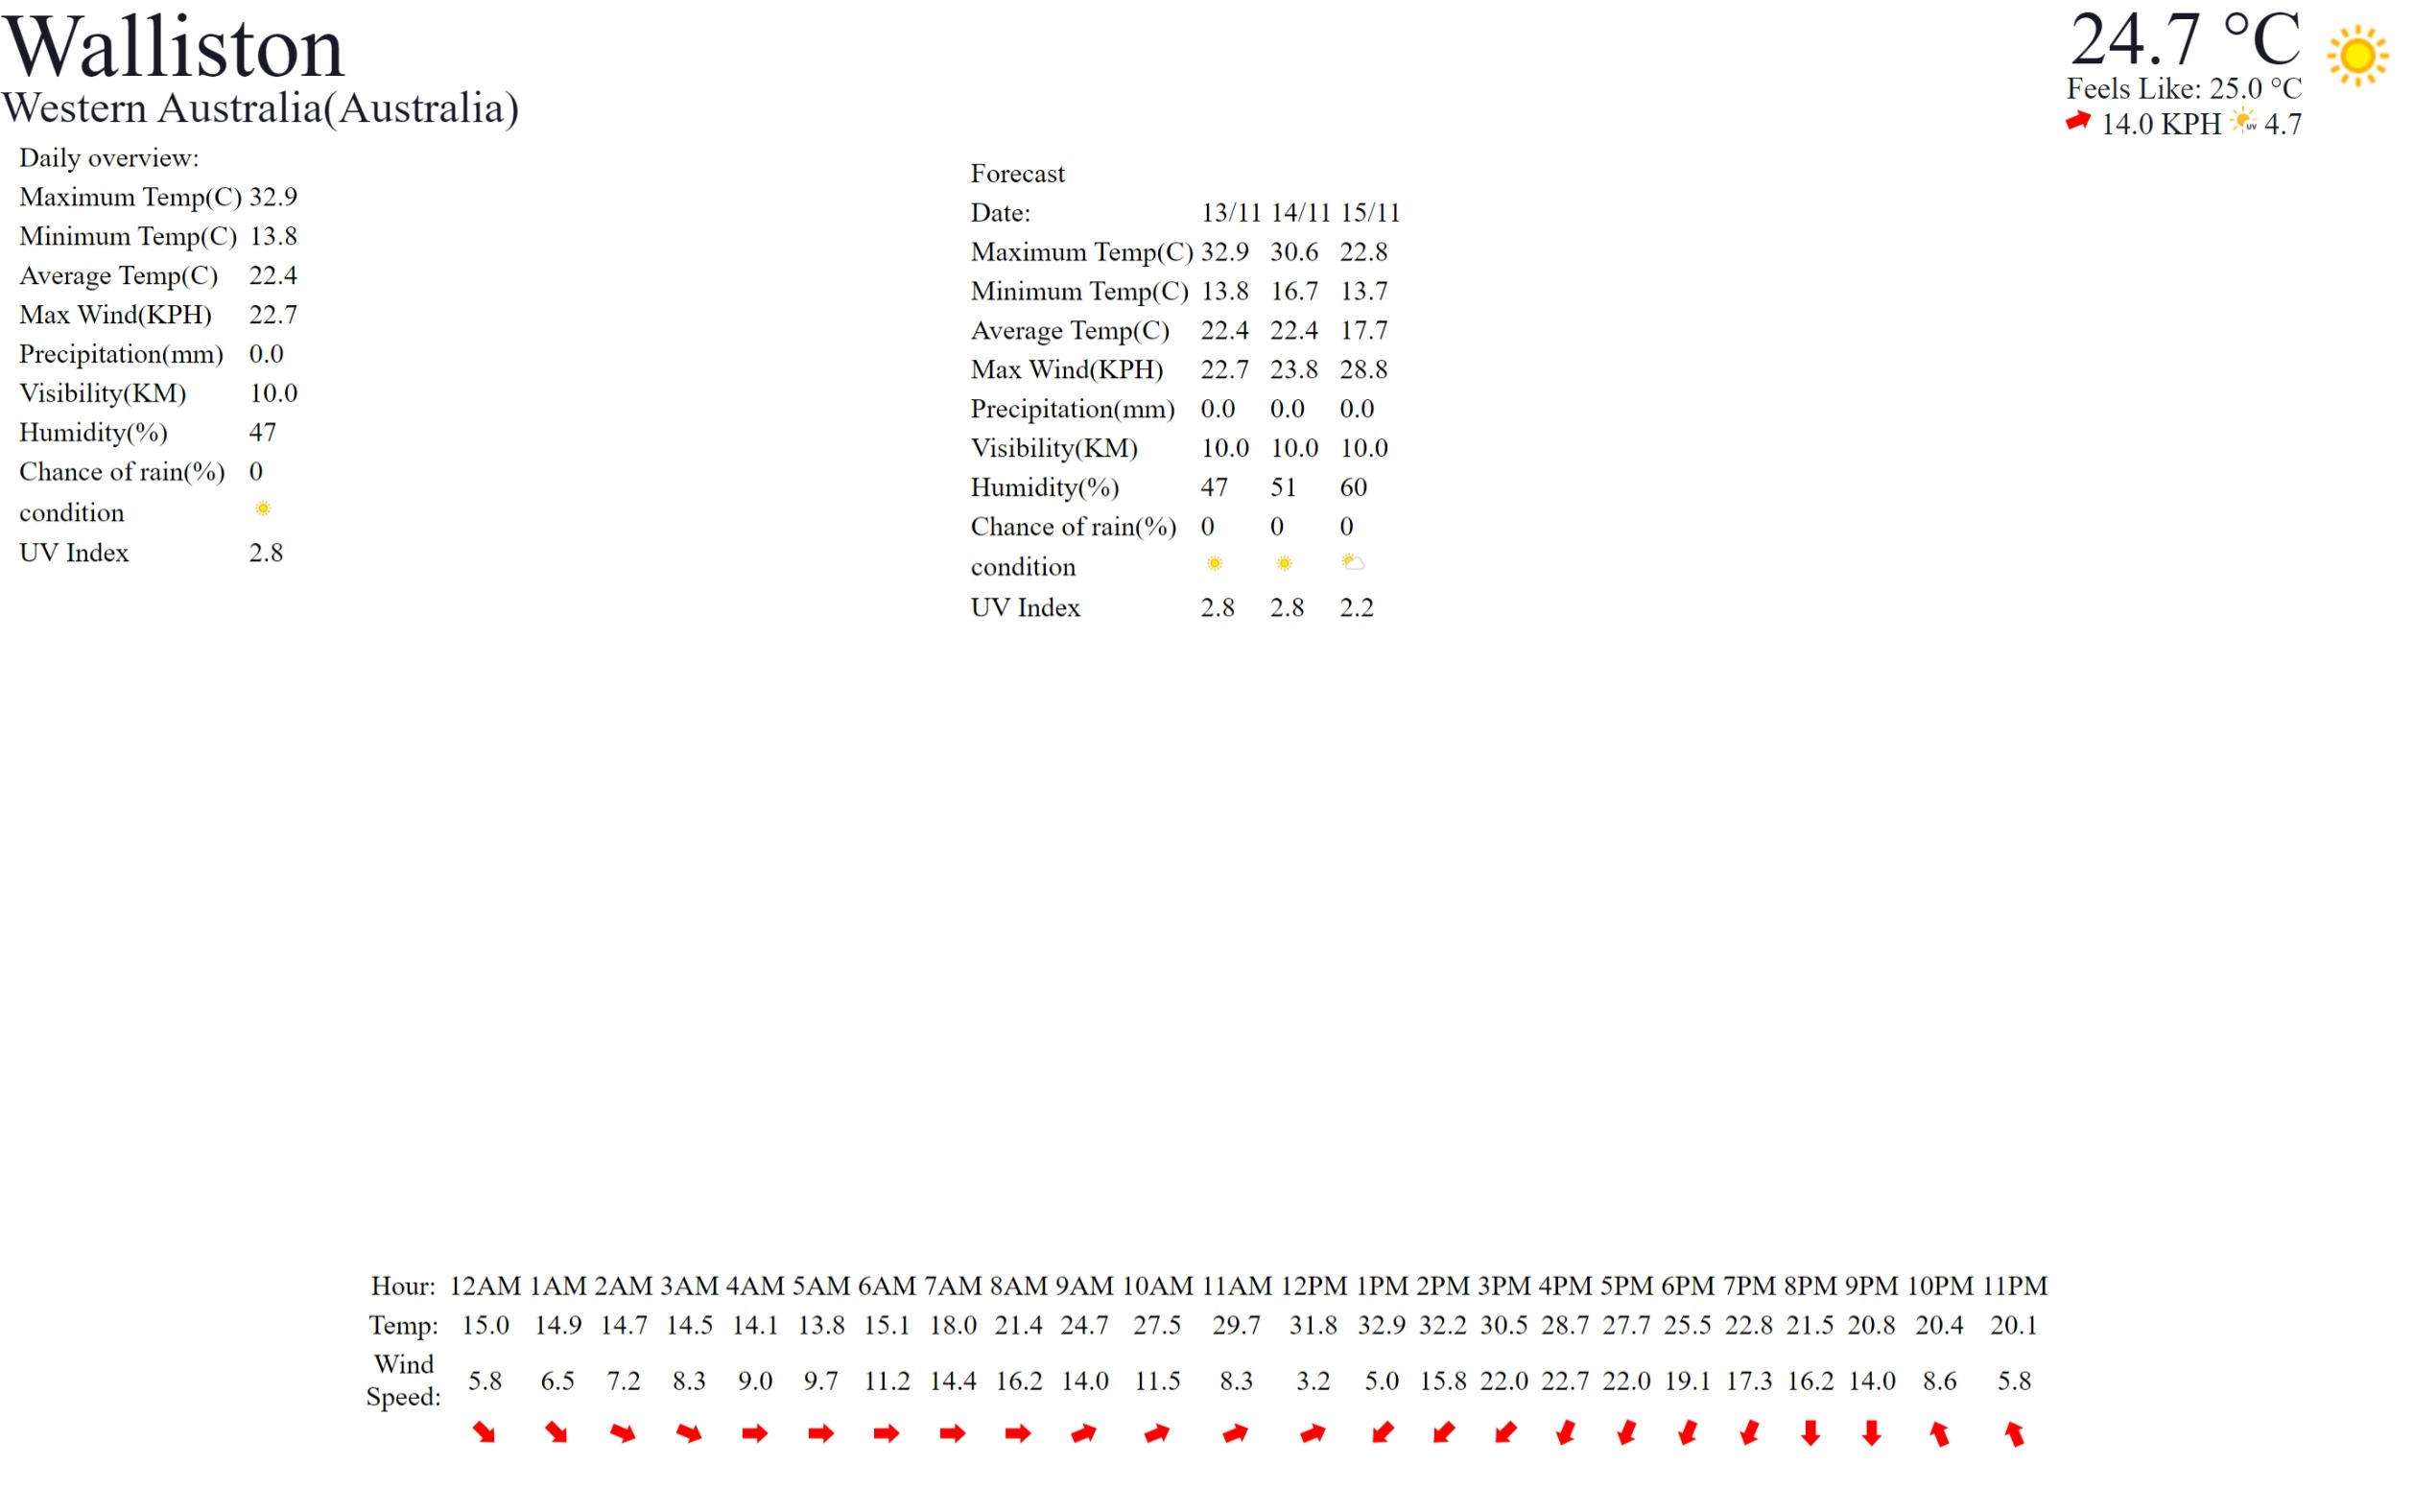 Walliston
Western Australia(Australia)
24.7 °C
Feels Like: 25.0 °C
14.0 KPH UV 4.7
Daily overview:
Maximum Temp(C) 32.9
Minimum Temp(C) 13.8
Average Temp(C) 22.4
Max Wind(KPH) 22.7
Precipitation(mm) 0.0
Visibility(KM) 10.0
Humidity(%) 47
Chance of rain(%) 0
condition
UV Index 2.8
Forecast
Date: 13/11 14/11 15/11
Maximum Temp(C) 32.9 30.6 22.8
Minimum Temp(C) 13.8 16.7 13.7
Average Temp(C) 22.4 22.4 17.7
Max Wind(KPH) 22.7 23.8 28.8
Precipitation(mm) 0.0 0.0 0.0
Visibility(KM) 10.0 10.0 10.0
Humidity(%) 47 51 60
Chance of rain(%) 0 0 0
condition
UV Index 2.8 2.8 2.2
Hour: 12AM 1AM 2AM 3AM 4AM 5AM 6AM 7AM 8AM 9AM 10AM 11AM 12PM 1PM 2PM 3PM 4PM 5PM 6PM 7PM 8PM 9PM 10PM 11PM
Temp: 15.0 14.9 14.7 14.5 14.1 13.8 15.1 18.0 21.4 24.7 27.5 29.7 31.8 32.9 32.2 30.5 28.7 27.7 25.5 22.8 21.5 20.8 20.4 20.1
Wind
Speed: 5.8 6.5 7.2 8.3 9.0 9.7 11.2 14.4 16.2 14.0 11.5 8.3 3.2 5.0 15.8 22.0 22.7 22.0 19.1 17.3 16.2 14.0 8.6 5.8